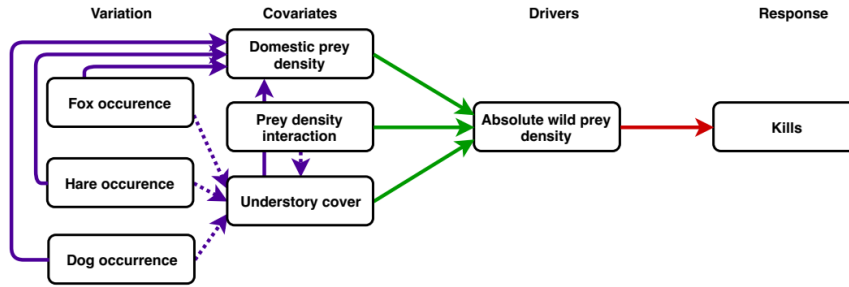 Variation
Covariates
Drivers
Response
Domestic prey
density
Fox occurence
Prey density
interaction
Absolute wild prey
density
Kills
Hare occurence
Understory cover
Dog occurrence